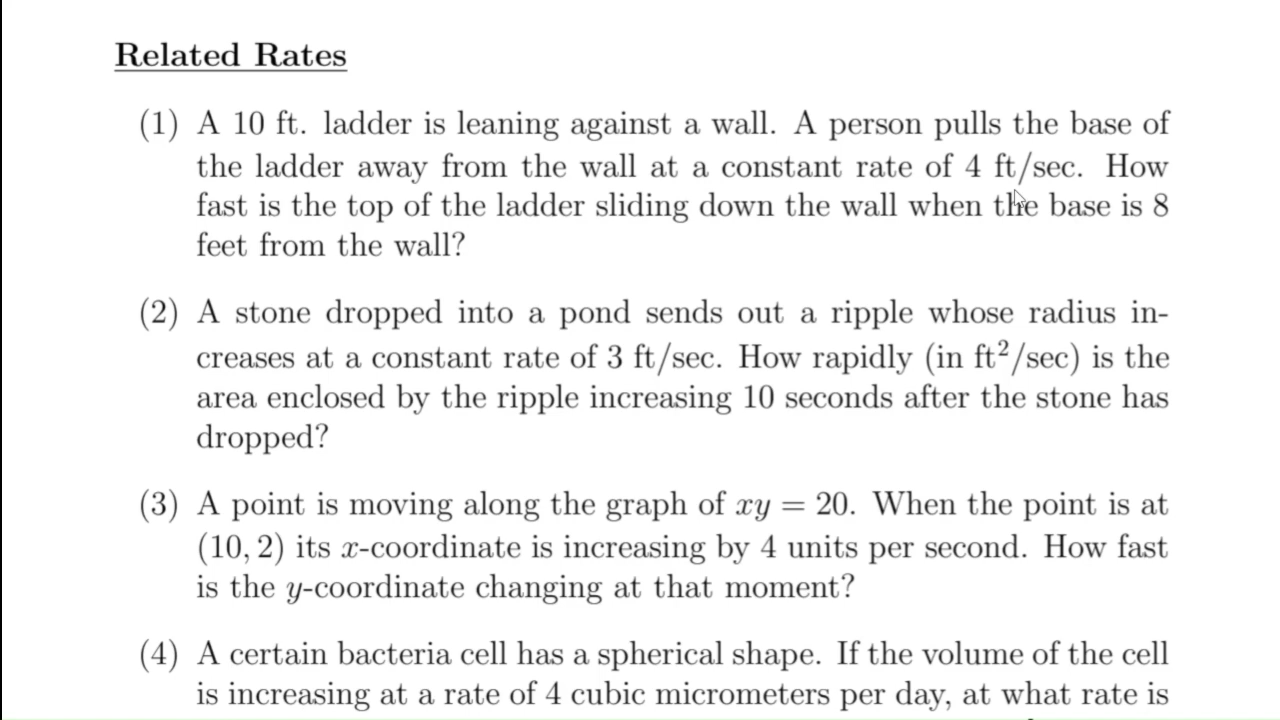 Related Rates
(1) A 10 ft. ladder is leaning against a wall. A person pulls the base of
the ladder away from the wall at a constant rate of 4 ft/sec. How
fast is the top of the ladder sliding down the wall when the base is 8
feet from the wall?
(2) A stone dropped into a pond sends out a ripple whose radius in-
creases at a constant rate of 3 ft/sec. How rapidly (in ft²/sec) is the
area enclosed by the ripple increasing 10 seconds after the stone has
dropped?
(3) A point is moving along the graph of xy = 20. When the point is at
(10, 2) its x-coordinate is increasing by 4 units per second. How fast
is the y-coordinate changing at that moment?
(4) A certain bacteria cell has a spherical shape. If the volume of the cell
is increasing at a rate of 4 cubic micrometers per day, at what rate is